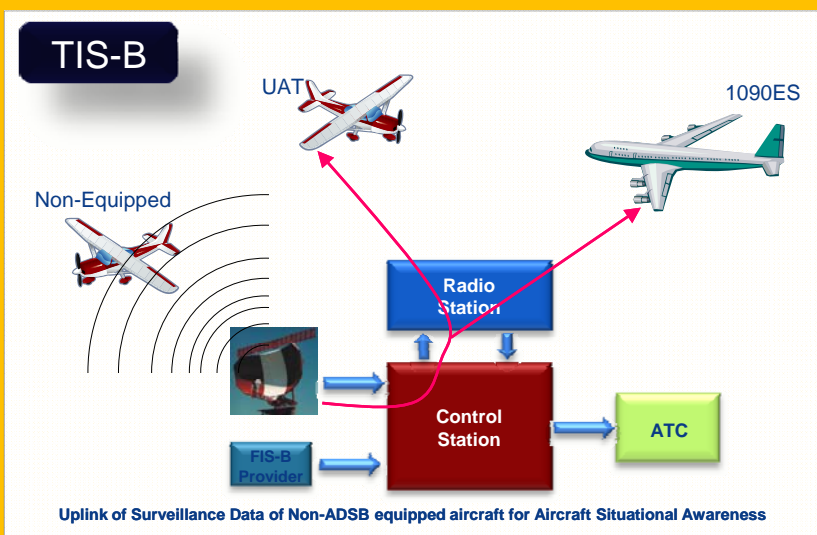 TIS-B
UAT
1090ES
Non-Equipped
Radio
Station
Control
Station
ATC
FIS-B
Provider
Uplink of Surveillance Data of Non-ADSB equipped aircraft for Aircraft Situational Awareness